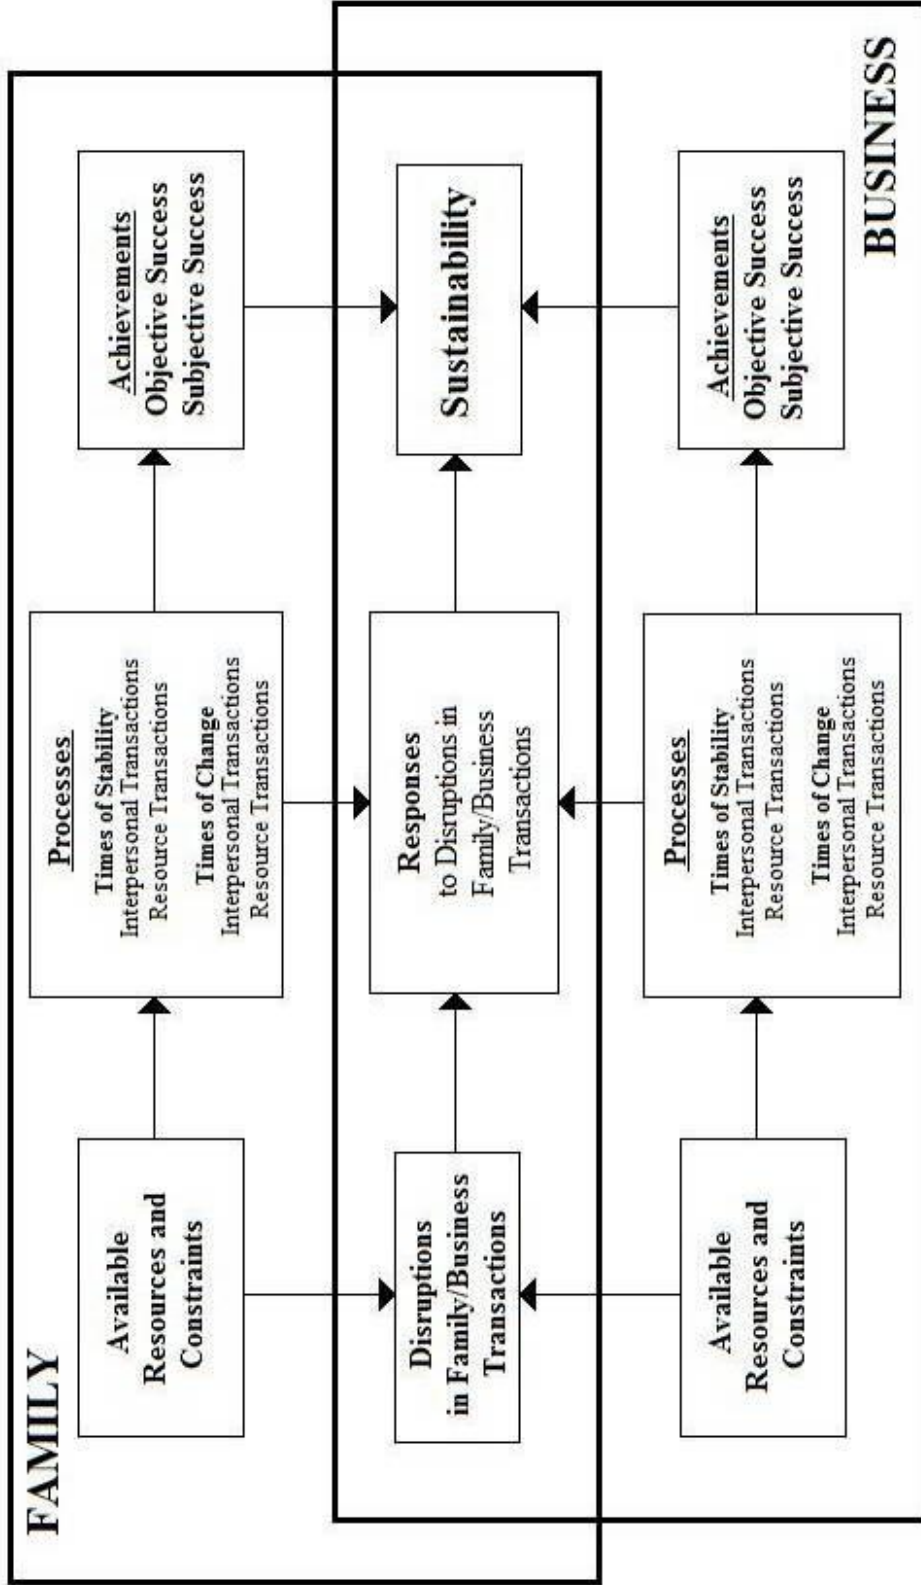 FAMILY
Available
Resources and
Constraints
Processes
Times of Stability
Interpersonal Transactions
Resource Transactions
Times of Change
Interpersonal Transactions
Resource Transactions
Achievements
Objective Success
Subjective Success
Disruptions
in Family/Business
Transactions
Responses
to Disruptions in
Family/Business
Transactions
Sustainability
Available
Resources and
Constraints
Processes
Times of Stability
Interpersonal Transactions
Resource Transactions
Times of Change
Interpersonal Transactions
Resource Transactions
Achievements
Objective Success
Subjective Success
BUSINESS